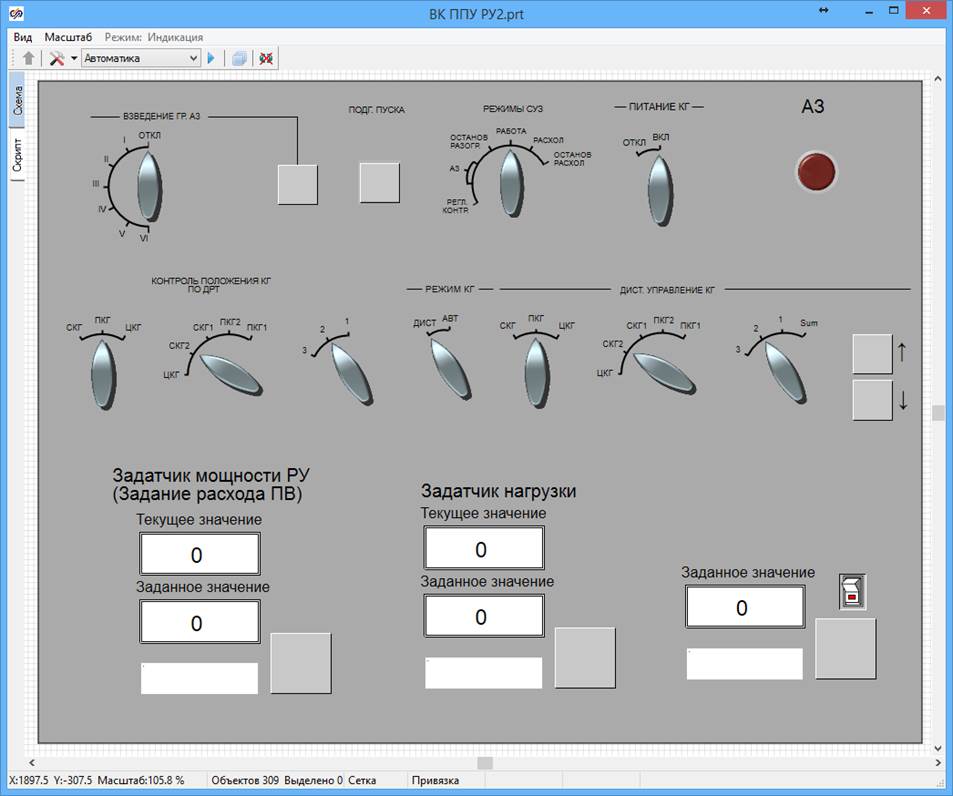 ВК ППУ РУ2.prt
Вид Масштаб Режим: Индикация
Автоматика
Схема
Скрипт
ВЗВЕДЕНИЕ ГР. АЗ
ОТКЛ
I
II
III
IV
V
VI
ПОДГ. ПУСКА
РЕЖИМЫ СУЗ
РАБОТА
ОСТАНОВ
РАЗОГР.
РАСХОЛ
ОСТАНОВ
РАСХОЛ
АЗ
РЕГЛ.
КОНТР.
ПИТАНИЕ КГ
ОТКЛ ВКЛ
АЗ
КОНТРОЛЬ ПОЛОЖЕНИЯ КГ
ПО ДРТ
СКГ ПКГ ЦКГ
ЦКГ СКГ2 СКГ1 ПКГ2 ПКГ1
3 2 1
РЕЖИМ КГ
ДИСТ АВТ
ДИСТ. УПРАВЛЕНИЕ КГ
СКГ ПКГ ЦКГ
ЦКГ СКГ2 СКГ1 ПКГ2 ПКГ1
3 2 1 Sum
↑
↓
Задатчик мощности РУ
(Задание расхода ПВ)
Текущее значение
0
Заданное значение
0
Задатчик нагрузки
Текущее значение
0
Заданное значение
0
Заданное значение
0
X:1897.5 Y:-307.5 Масштаб:105.8 % Объектов 309 Выделено 0 Сетка Привязка